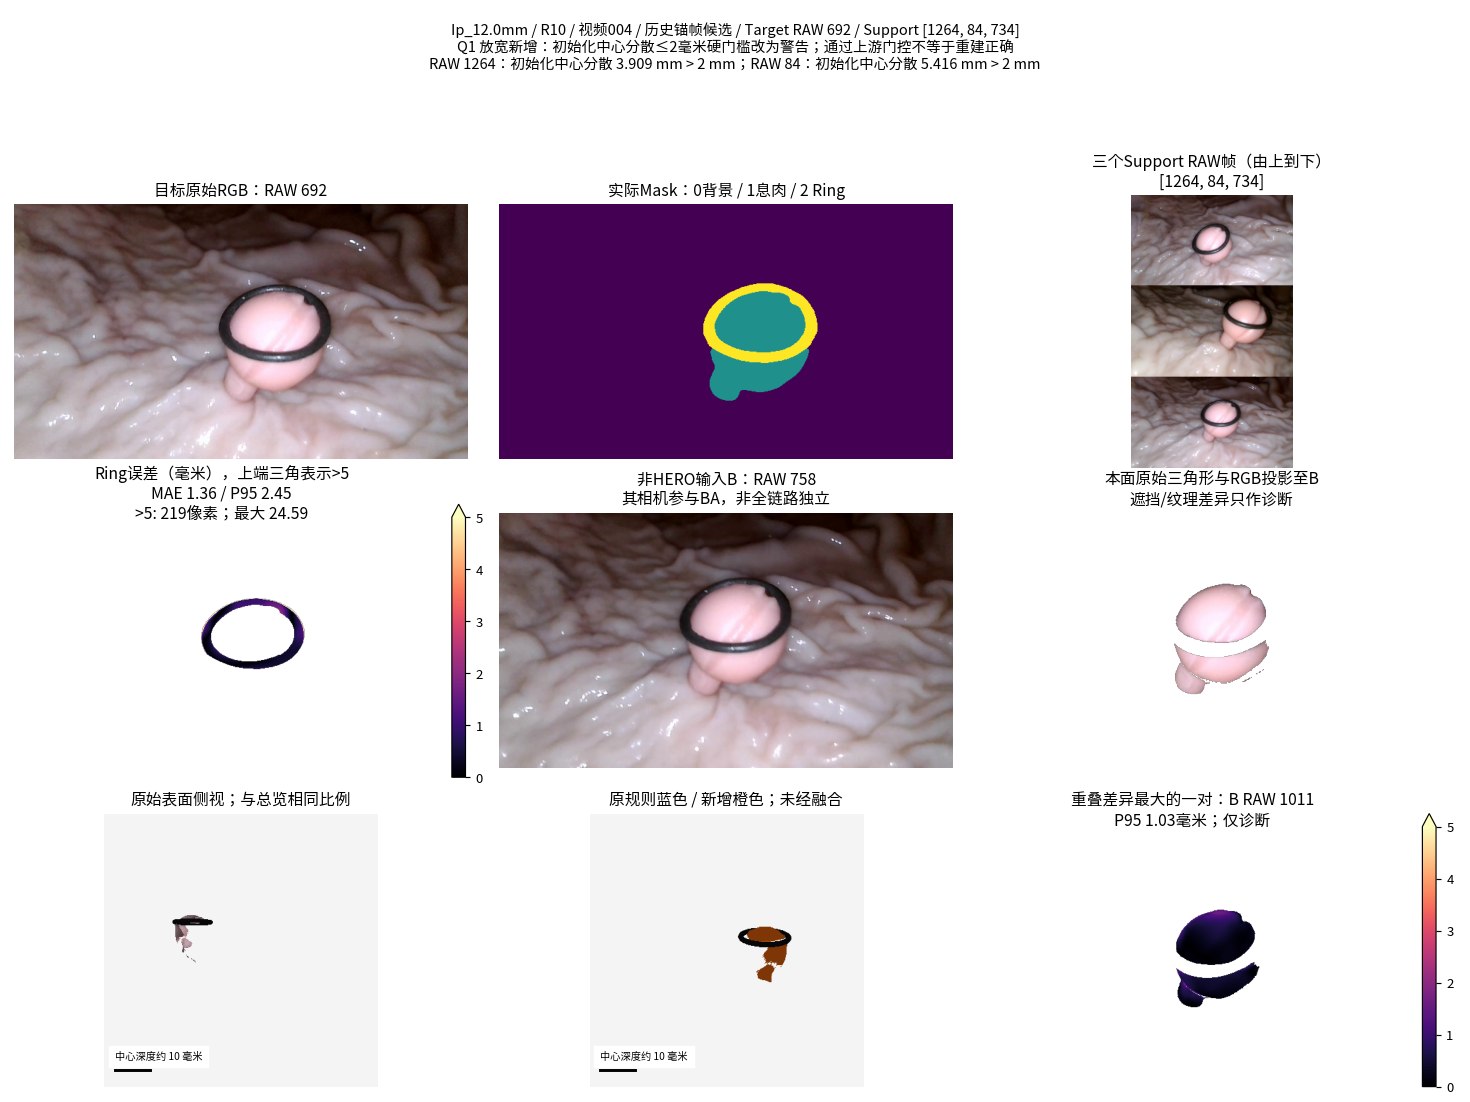 Ip_12.0mm / R10 / 视频004 / 历史锚帧候选 / Target RAW 692 / Support [1264, 84, 734]
Q1 放宽新增：初始化中心分散≤2毫米硬门槛改为警告；通过上游门控不等于重建正确
RAW 1264：初始化中心分散 3.909 mm > 2 mm；RAW 84：初始化中心分散 5.416 mm > 2 mm
目标原始RGB：RAW 692
实际Mask：0背景 / 1息肉 / 2 Ring
三个Support RAW帧（由上到下）
[1264, 84, 734]
Ring误差（毫米），上端三角表示>5
MAE 1.36 / P95 2.45
>5: 219像素；最大 24.59
5
4
3
2
1
0
非HERO输入B：RAW 758
其相机参与BA，非全链路独立
本面原始三角形与RGB投影至B
遮挡/纹理差异只作诊断
原始表面侧视；与总览相同比例
中心深度约 10 毫米
原规则蓝色 / 新增橙色；未经融合
中心深度约 10 毫米
重叠差异最大的一对：B RAW 1011
P95 1.03毫米；仅诊断
5
4
3
2
1
0